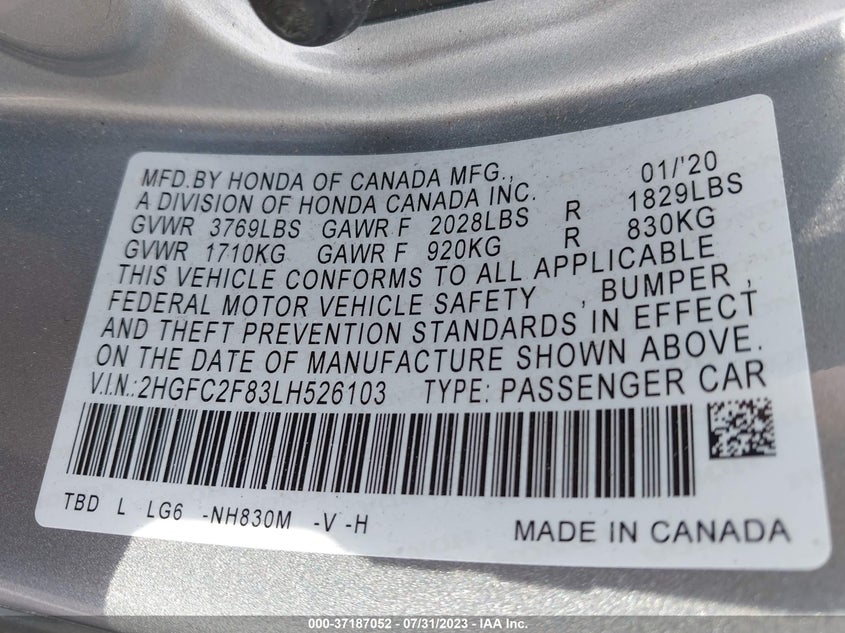 MFD.BY HONDA OF CANADA MFG., 01/'20
A DIVISION OF HONDA CANADA INC.
GVWR 3769LBS GAWR F 2028LBS R 1829LBS
GVWR 1710KG GAWR F 920KG R 830KG
THIS VEHICLE CONFORMS TO ALL APPLICABLE
FEDERAL MOTOR VEHICLE SAFETY , BUMPER ,
AND THEFT PREVENTION STANDARDS IN EFFECT
ON THE DATE OF MANUFACTURE SHOWN ABOVE.
V.I.N.: 2HGFC2F83LH526103 TYPE: PASSENGER CAR
TBD L LG6 -NH830M -V -H
MADE IN CANADA
000-37187052 / 07/31/2023 - IAA Inc.